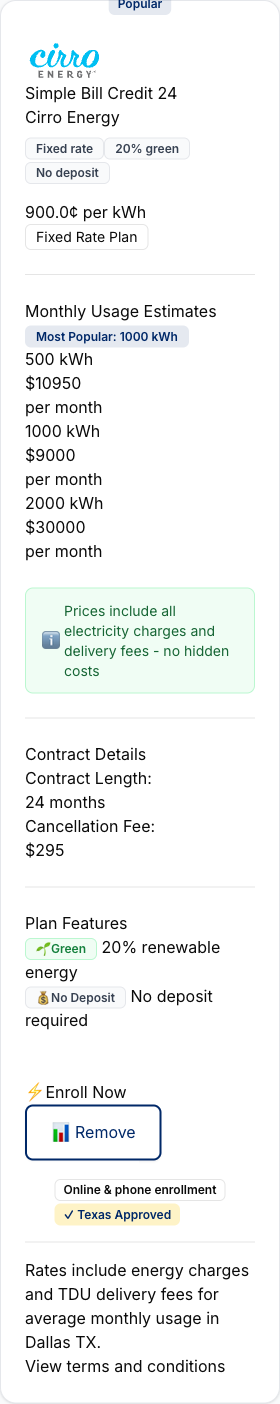 Popular
cirro
ENERGY
Simple Bill Credit 24
Cirro Energy
Fixed rate
20% green
No deposit
900.0¢ per kWh
Fixed Rate Plan
Monthly Usage Estimates
Most Popular: 1000 kWh
500 kWh
$10950
per month
1000 kWh
$9000
per month
2000 kWh
$30000
per month
Prices include all
electricity charges and
delivery fees - no hidden
costs
Contract Details
Contract Length:
24 months
Cancellation Fee:
$295
Plan Features
🌱Green 20% renewable
energy
💰No Deposit No deposit
required
⚡Enroll Now
📊 Remove
Online & phone enrollment
✓ Texas Approved
Rates include energy charges
and TDU delivery fees for
average monthly usage in
Dallas TX.
View terms and conditions